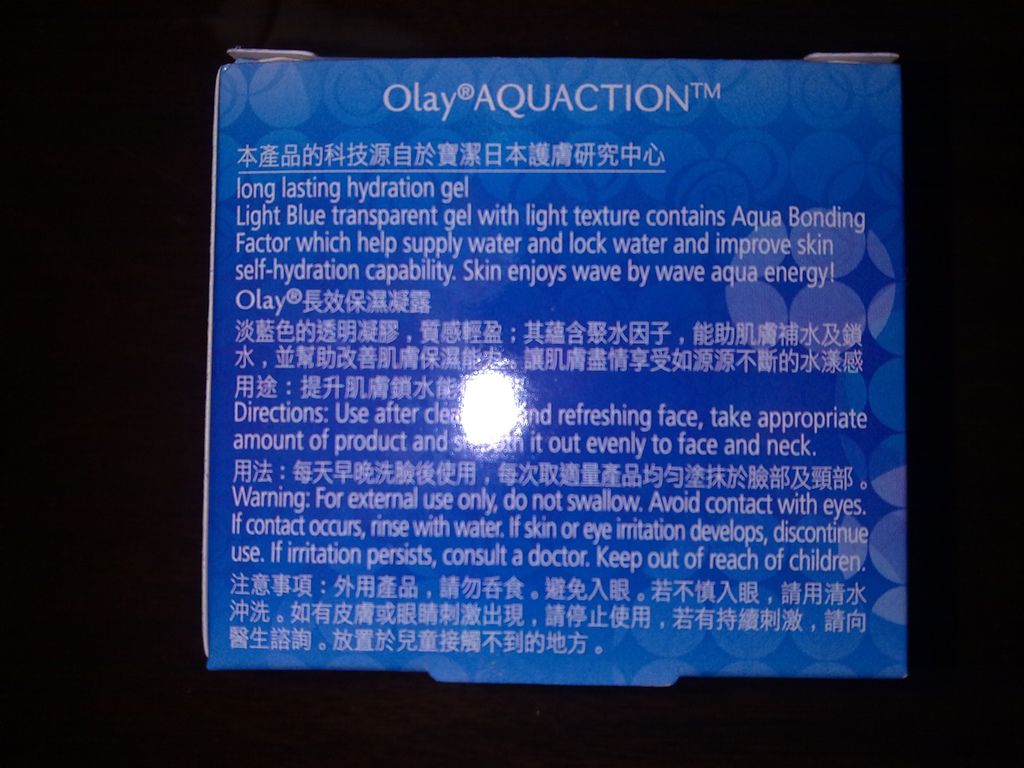 Olay®AQUACTION™
本產品的科技源自於寶潔日本護膚研究中心
long lasting hydration gel
Light Blue transparent gel with light texture contains Aqua Bonding
Factor which help supply water and lock water and improve skin
self-hydration capability. Skin enjoys wave by wave aqua energy!
Olay®長效保濕凝露
淡藍色的透明凝膠，質感輕盈；其蘊含聚水因子，能助肌膚補水及鎖
水，並幫助改善肌膚保濕能力，讓肌膚盡情享受如源源不斷的水漾感
用途：提升肌膚鎖水能
Directions: Use after refreshing face, take appropriate
amount of product and it out evenly to face and neck.
用法：每天早晚洗臉後使用，每次取適量產品均勻塗抹於臉部及頸部。
Warning: For external use only, do not swallow. Avoid contact with eyes.
If contact occurs, rinse with water. If skin or eye irritation develops, discontinue
use. If irritation persists, consult a doctor. Keep out of reach of children.
注意事項：外用產品，請勿吞食。避免入眼。若不慎入眼，請用清水
沖洗。如有皮膚或眼睛刺激出現，請停止使用，若有持續刺激，請向
醫生諮詢。放置於兒童接觸不到的地方。